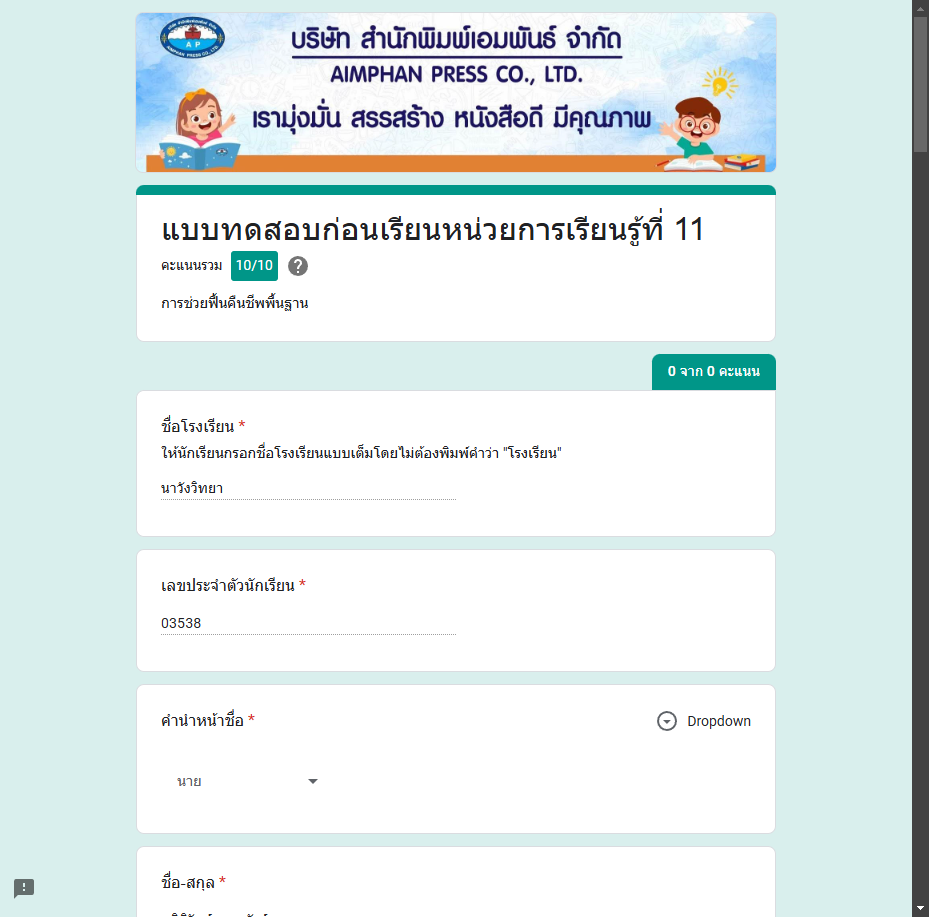 บริษัท สำนักพิมพ์เอมพันธ์ จำกัด
AIMPHAN PRESS CO., LTD.
เรามุ่งมั่น สรรสร้าง หนังสือดี มีคุณภาพ
A P
แบบทดสอบก่อนเรียนหน่วยการเรียนรู้ที่ 11
คะแนนรวม 10/10
การช่วยฟื้นคืนชีพพื้นฐาน
0 จาก 0 คะแนน
ชื่อโรงเรียน *
ให้นักเรียนกรอกชื่อโรงเรียนแบบเต็มโดยไม่ต้องพิมพ์คำว่า "โรงเรียน"
นาวังวิทยา
เลขประจำตัวนักเรียน *
03538
คำนำหน้าชื่อ *
Dropdown
นาย
ชื่อ-สกุล *